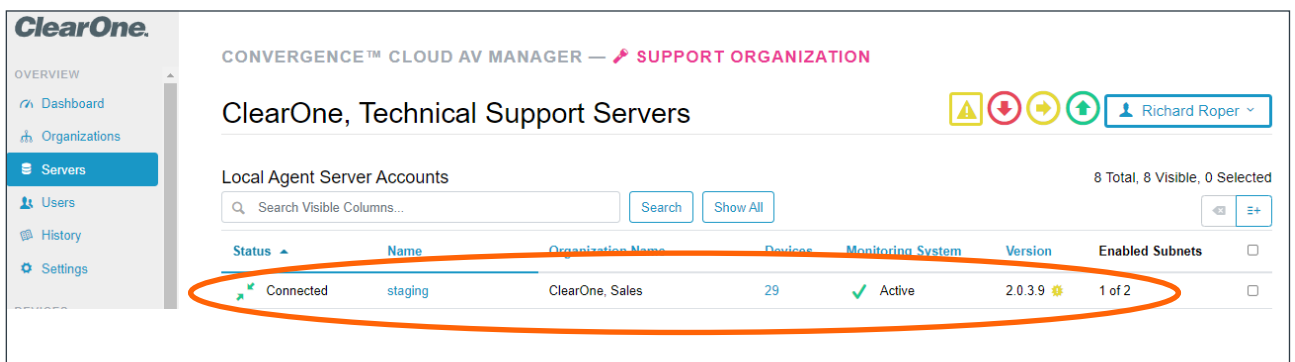 ClearOne.
CONVERGENCE™ CLOUD AV MANAGER — SUPPORT ORGANIZATION
OVERVIEW
Dashboard
ClearOne, Technical Support Servers
Richard Roper
Organizations
Servers
Local Agent Server Accounts
8 Total, 8 Visible, 0 Selected
Users
Search Visible Columns...
Search
Show All
History
Settings
Status Name Organization Name Devices Monitoring System Version Enabled Subnets
Connected staging ClearOne, Sales 29 Active 2.0.3.9 1 of 2
DEVICES